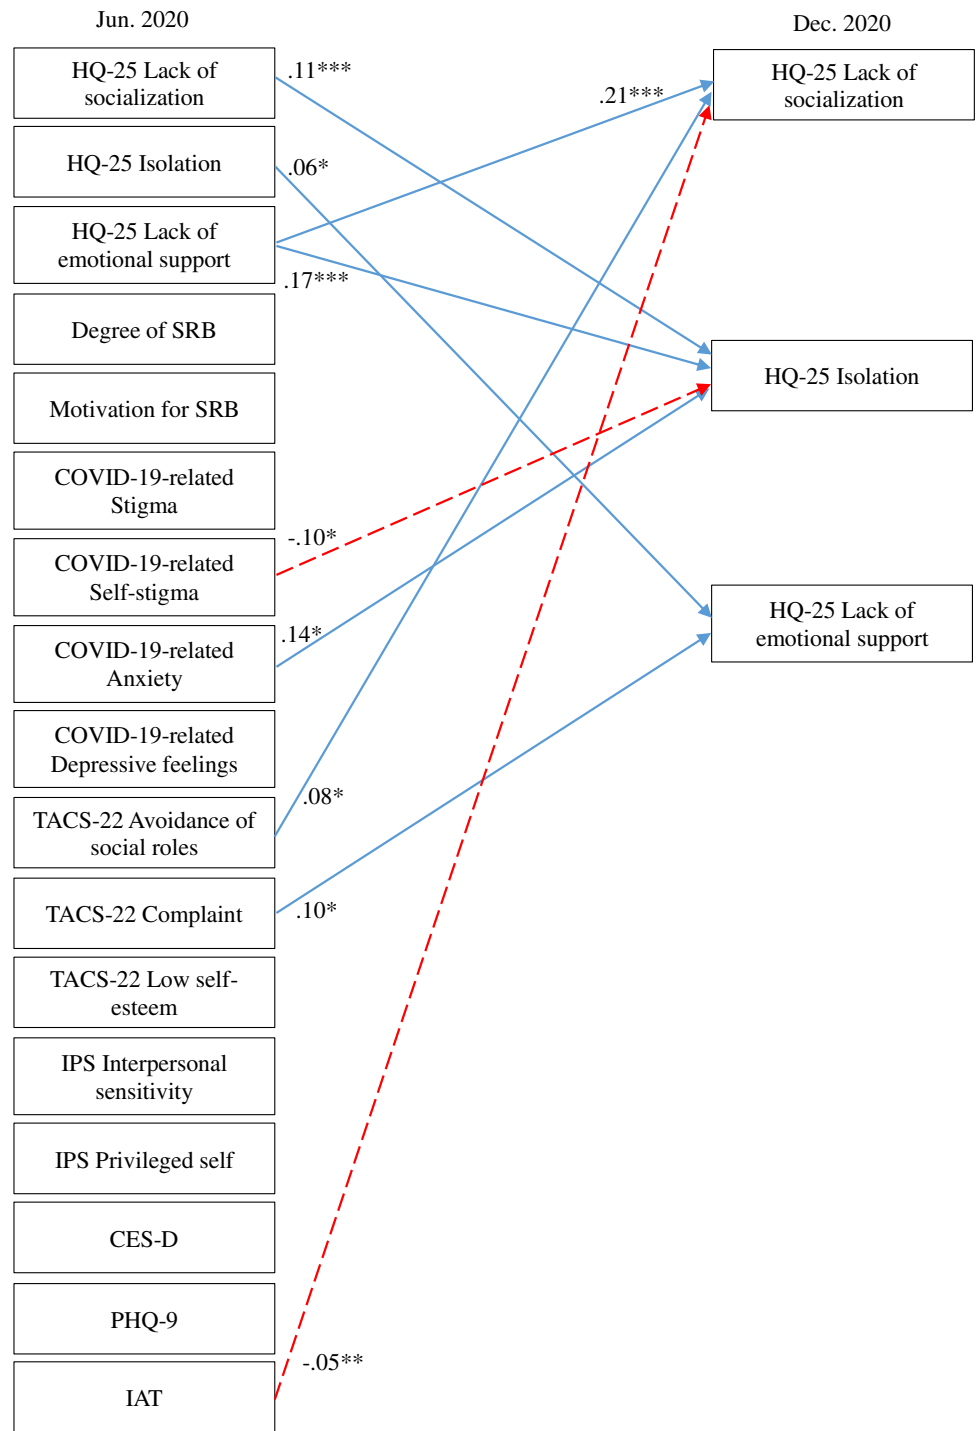 Jun. 2020
Dec. 2020
HQ-25 Lack of
socialization
.11***
.21***
HQ-25 Lack of
socialization
HQ-25 Isolation
.06*
HQ-25 Lack of
emotional support
.17***
Degree of SRB
HQ-25 Isolation
Motivation for SRB
COVID-19-related
Stigma
-.10*
COVID-19-related
Self-stigma
HQ-25 Lack of
emotional support
.14*
COVID-19-related
Anxiety
COVID-19-related
Depressive feelings
.08*
TACS-22 Avoidance of
social roles
TACS-22 Complaint
.10*
TACS-22 Low self-
esteem
IPS Interpersonal
sensitivity
IPS Privileged self
CES-D
PHQ-9
-.05**
IAT